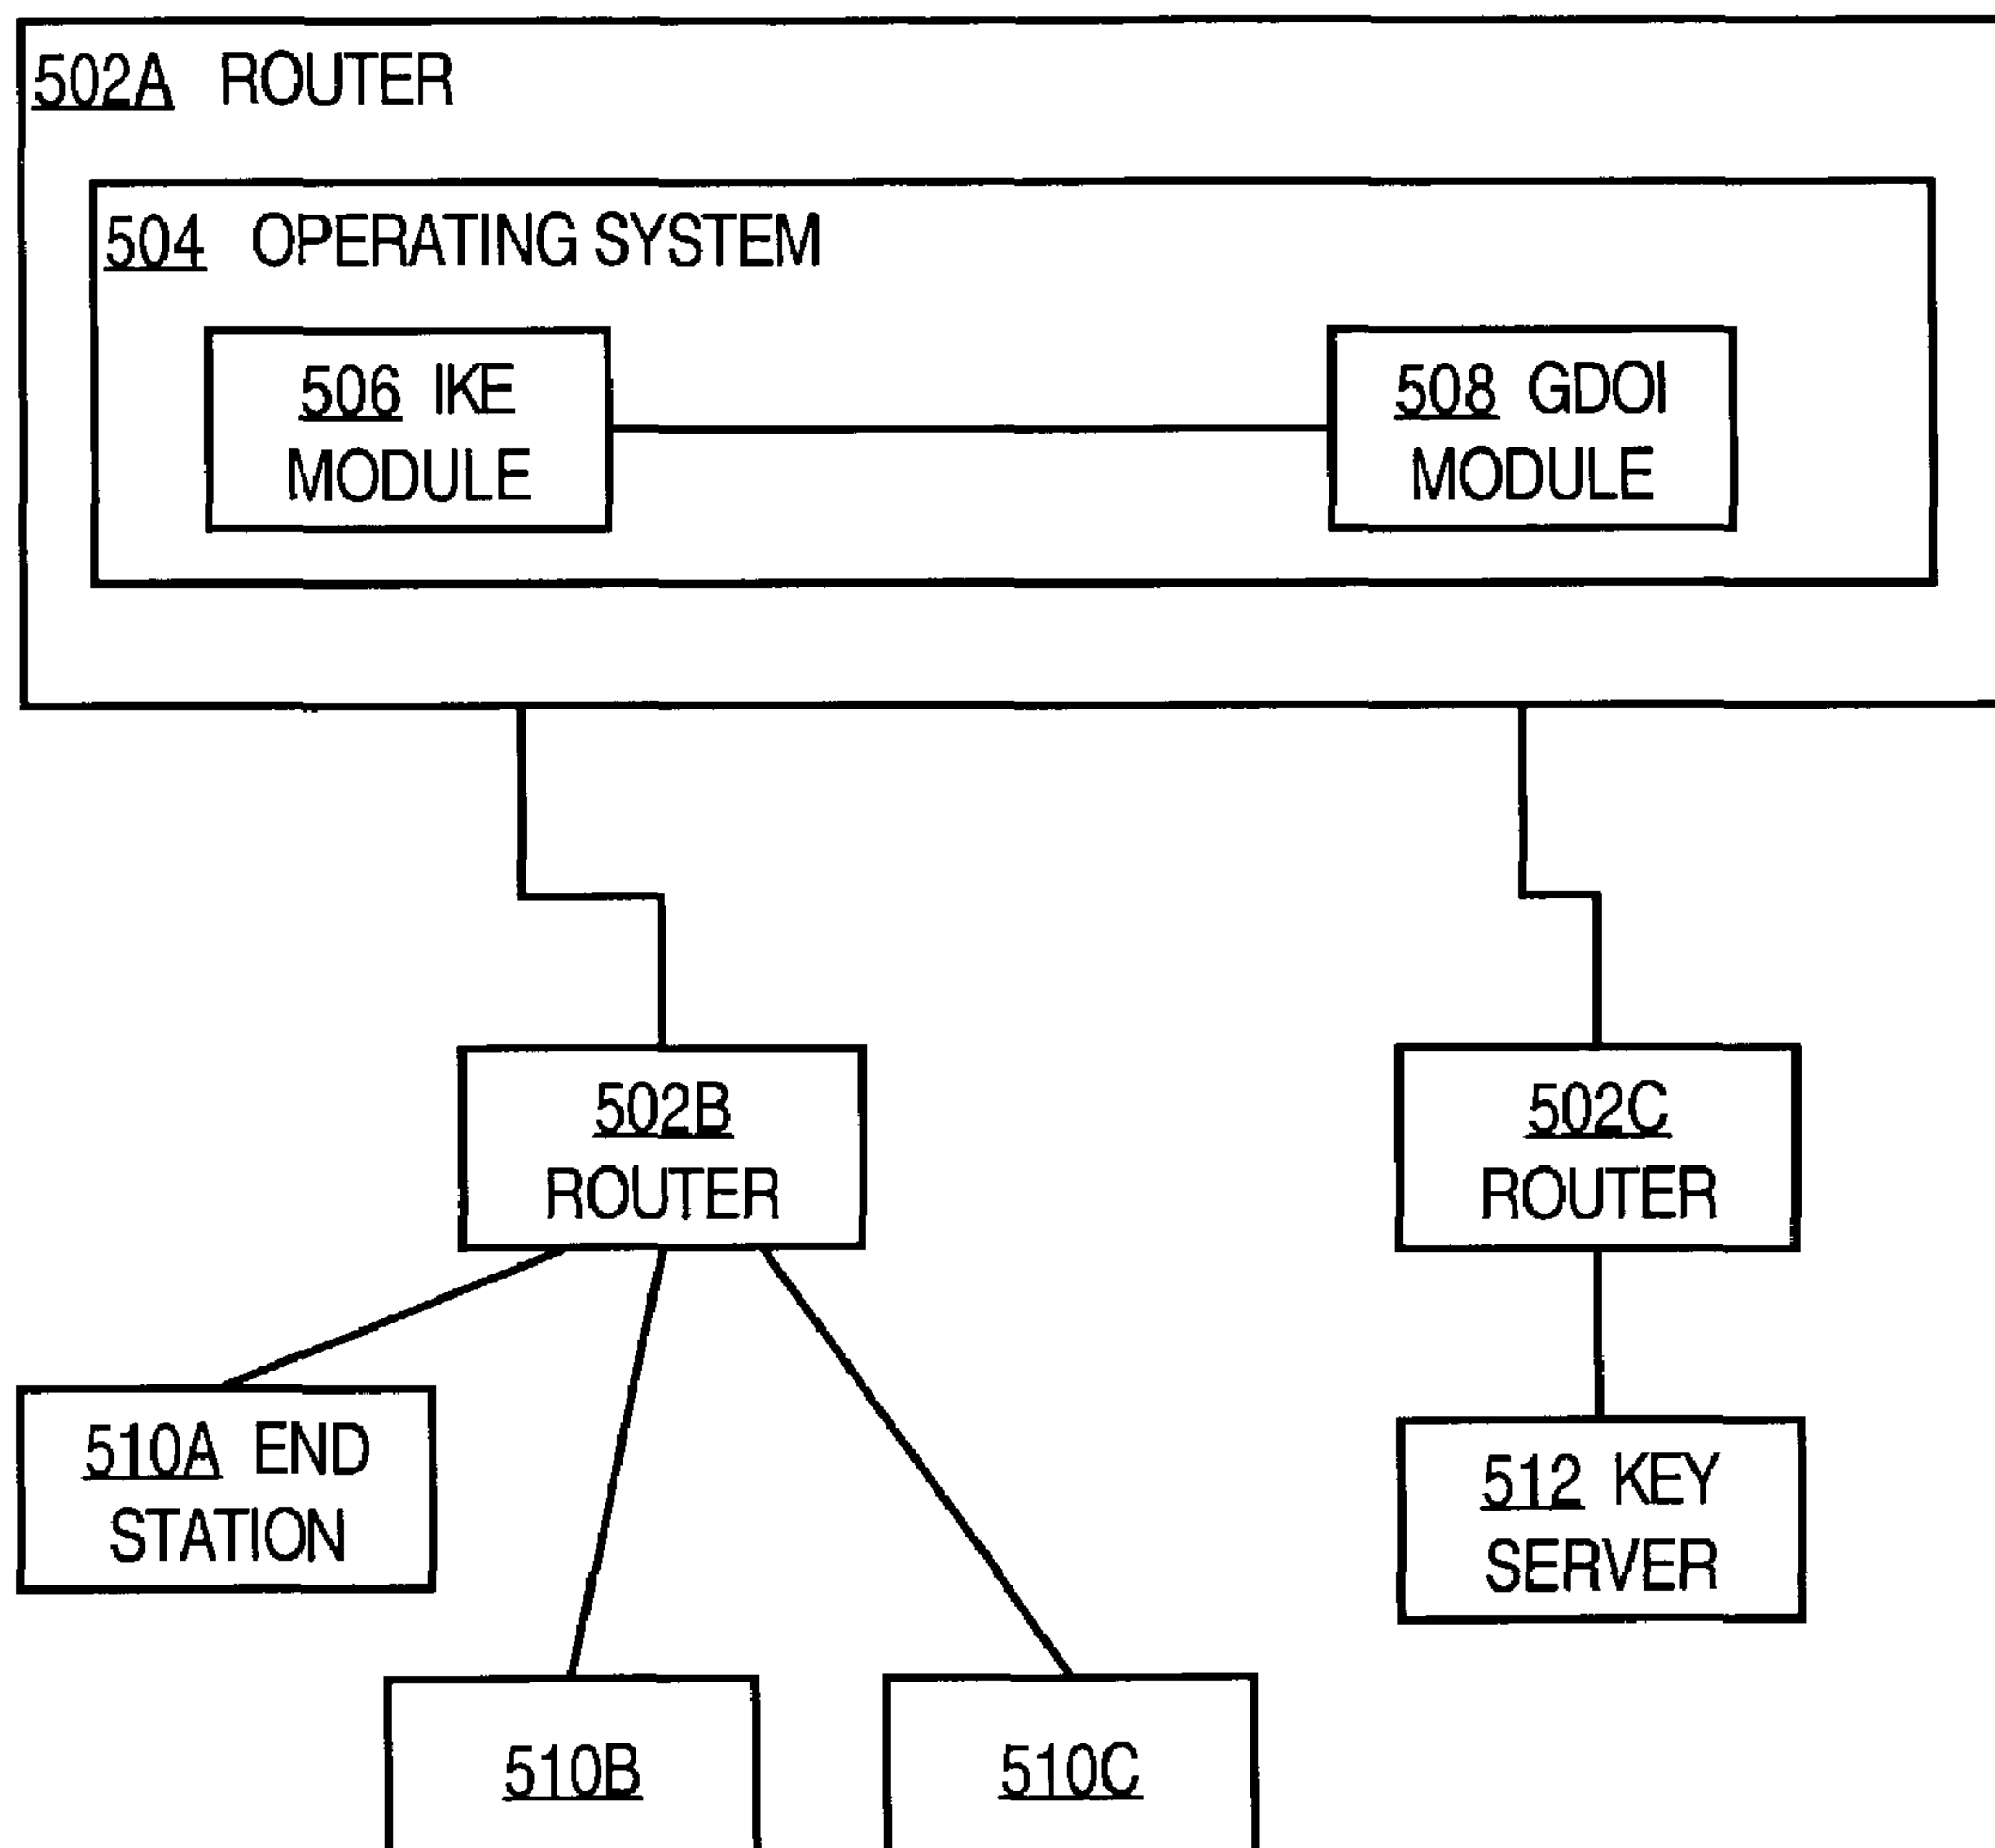 502A ROUTER
504 OPERATING SYSTEM
506 IKE
MODULE
508 GDOI
MODULE
502B
ROUTER
502C
ROUTER
510A END
STATION
512 KEY
SERVER
510B
510C